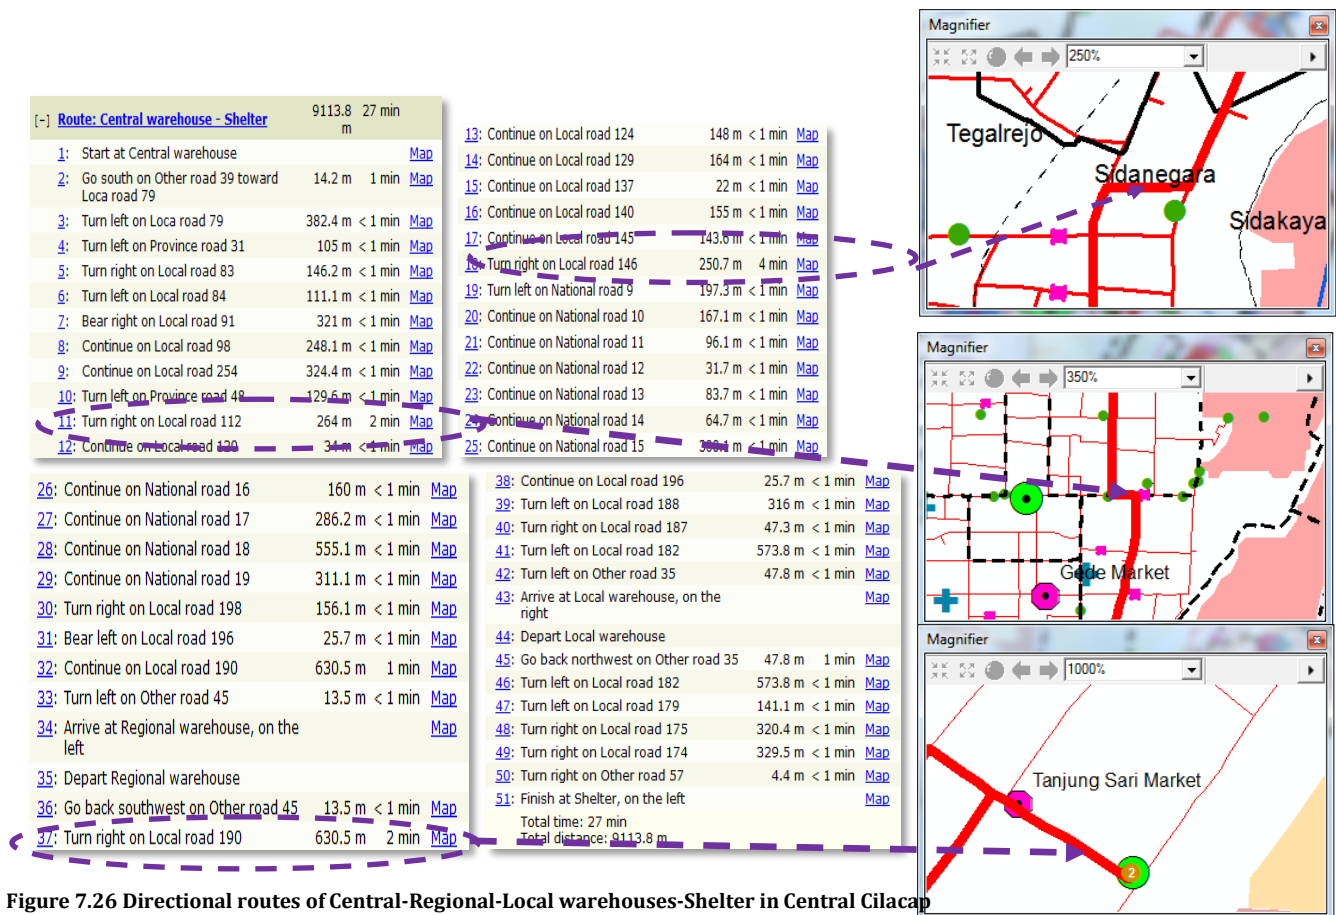 [-] Route: Central warehouse - Shelter 9113.8 27 min
m
1: Start at Central warehouse Map
2: Go south on Other road 39 toward 14.2 m 1 min Map
Loca road 79
3: Turn left on Loca road 79 382.4 m < 1 min Map
4: Turn left on Province road 31 105 m < 1 min Map
5: Turn right on Local road 83 146.2 m < 1 min Map
6: Turn left on Local road 84 111.1 m < 1 min Map
7: Bear right on Local road 91 321 m < 1 min Map
8: Continue on Local road 98 248.1 m < 1 min Map
9: Continue on Local road 254 324.4 m < 1 min Map
10: Turn left on Province road 48 129.6 m < 1 min Map
11: Turn right on Local road 112 264 m 2 min Map
12: Continue on Local road 120 34 m < 1 min Map
13: Continue on Local road 124 148 m < 1 min Map
14: Continue on Local road 129 164 m < 1 min Map
15: Continue on Local road 137 22 m < 1 min Map
16: Continue on Local road 140 155 m < 1 min Map
17: Continue on Local road 145 143.6 m < 1 min Map
18: Turn right on Local road 146 250.7 m 4 min Map
19: Turn left on National road 9 197.3 m < 1 min Map
20: Continue on National road 10 167.1 m < 1 min Map
21: Continue on National road 11 96.1 m < 1 min Map
22: Continue on National road 12 31.7 m < 1 min Map
23: Continue on National road 13 83.7 m < 1 min Map
24: Continue on National road 14 64.7 m < 1 min Map
25: Continue on National road 15 m < 1 min Map
26: Continue on National road 16 160 m < 1 min Map
27: Continue on National road 17 286.2 m < 1 min Map
28: Continue on National road 18 555.1 m < 1 min Map
29: Continue on National road 19 311.1 m < 1 min Map
30: Turn right on Local road 198 156.1 m < 1 min Map
31: Bear left on Local road 196 25.7 m < 1 min Map
32: Continue on Local road 190 630.5 m 1 min Map
33: Turn left on Other road 45 13.5 m < 1 min Map
34: Arrive at Regional warehouse, on the Map
left
35: Depart Regional warehouse
36: Go back southwest on Other road 45 13.5 m < 1 min Map
37: Turn right on Local road 190 630.5 m 2 min Map
38: Continue on Local road 196 25.7 m < 1 min Map
39: Turn left on Local road 188 316 m < 1 min Map
40: Turn right on Local road 187 47.3 m < 1 min Map
41: Turn left on Local road 182 573.8 m < 1 min Map
42: Turn left on Other road 35 47.8 m < 1 min Map
43: Arrive at Local warehouse, on the Map
right
44: Depart Local warehouse
45: Go back northwest on Other road 35 47.8 m 1 min Map
46: Turn left on Local road 182 573.8 m < 1 min Map
47: Turn left on Local road 179 141.1 m < 1 min Map
48: Turn right on Local road 175 320.4 m < 1 min Map
49: Turn right on Local road 174 329.5 m < 1 min Map
50: Turn right on Other road 57 4.4 m < 1 min Map
51: Finish at Shelter, on the left Map
Total time: 27 min
Total distance: 9113.8 m
Magnifier
250%
Tegalrejo
Sidanegara
Sidakaya
Magnifier
350%
Gede Market
Magnifier
1000%
Tanjung Sari Market
2
Figure 7.26 Directional routes of Central-Regional-Local warehouses-Shelter in Central Cilacap